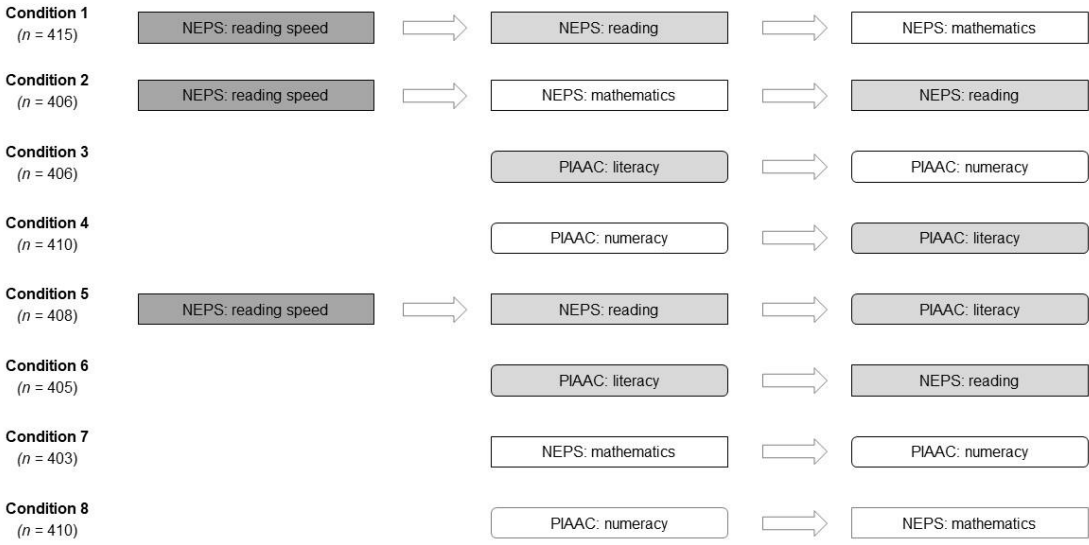 Condition 1
(n = 415)
NEPS: reading speed
NEPS: reading
NEPS: mathematics
Condition 2
(n = 406)
NEPS: reading speed
NEPS: mathematics
NEPS: reading
Condition 3
(n = 406)
PIAAC: literacy
PIAAC: numeracy
Condition 4
(n = 410)
PIAAC: numeracy
PIAAC: literacy
Condition 5
(n = 408)
NEPS: reading speed
NEPS: reading
PIAAC: literacy
Condition 6
(n = 405)
PIAAC: literacy
NEPS: reading
Condition 7
(n = 403)
NEPS: mathematics
PIAAC: numeracy
Condition 8
(n = 410)
PIAAC: numeracy
NEPS: mathematics